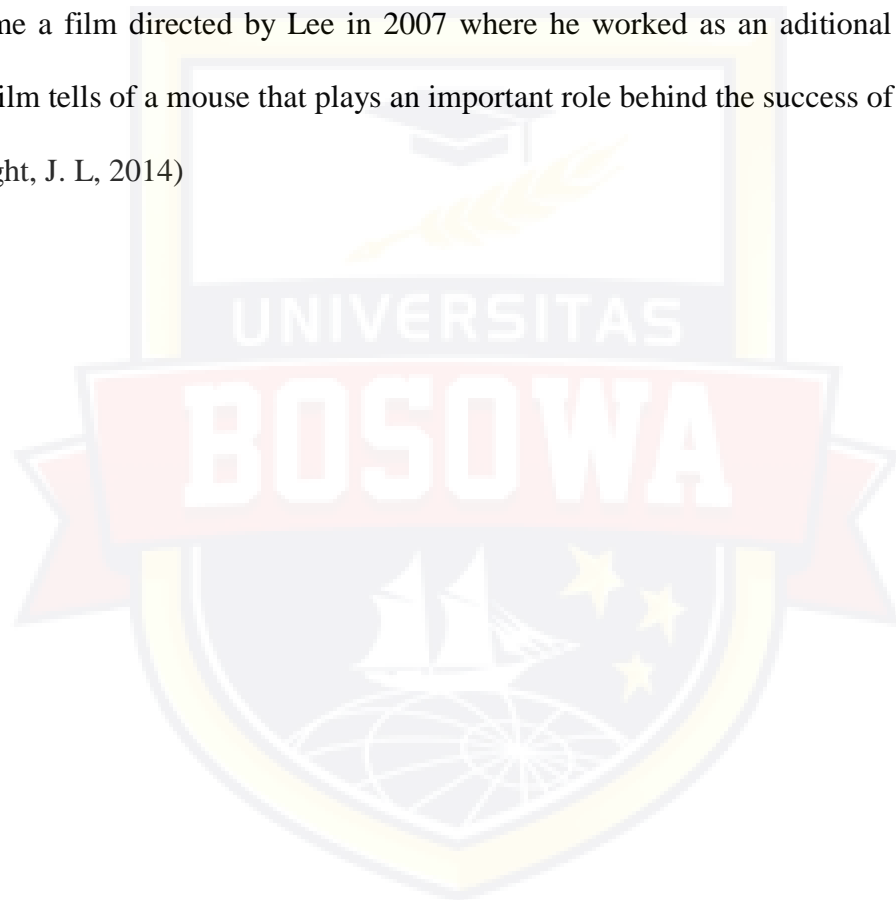 me a film directed by Lee in 2007 where he worked as an aditional
ilm tells of a mouse that plays an important role behind the success of
ght, J. L, 2014)
UNIVERSITAS
BOSOWA